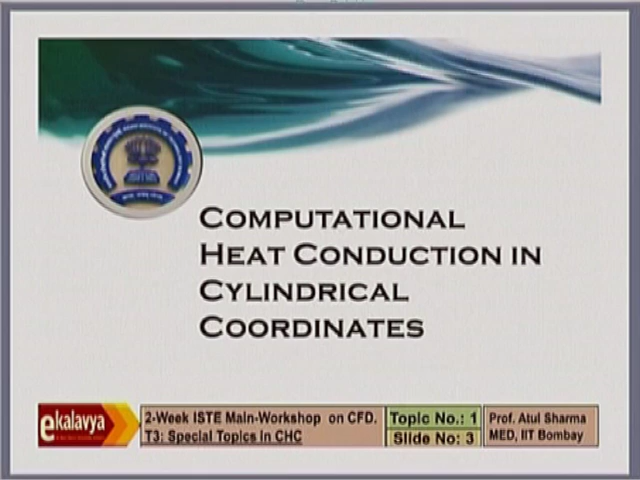 COMPUTATIONAL
HEAT CONDUCTION IN
CYLINDRICAL
COORDINATES
ekalavya
2-Week ISTE Main-Workshop on CFD.
T3: Special Topics in CHC
Topic No.: 1
Slide No: 3
Prof. Atul Sharma
MED, IIT Bombay